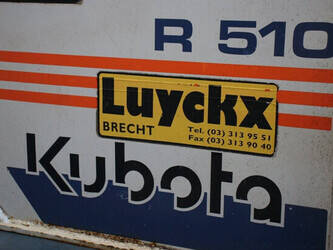 R 510
Luyckx
BRECHT
Tel. (03) 313 95 51
Fax (03) 313 90 40
Kubota